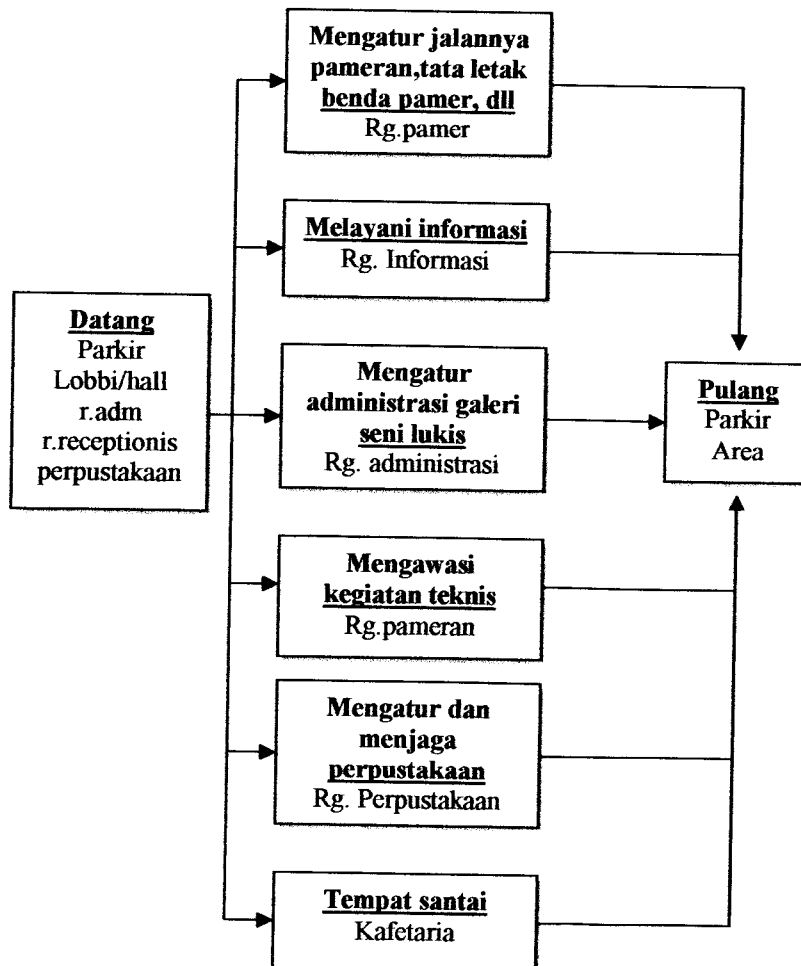 Mengatur jalannya
pameran,tata letak
benda pamer, dll
Rg.pamer
Melayani informasi
Rg. Informasi
Datang
Parkir
Lobbi/hall
r.adm
r.receptionis
perpustakaan
Mengatur
administrasi galeri
seni lukis
Rg. administrasi
Pulang
Parkir
Area
Mengawasi
kegiatan teknis
Rg.pameran
Mengatur dan
menjaga
perpustakaan
Rg. Perpustakaan
Tempat santai
Kafetaria